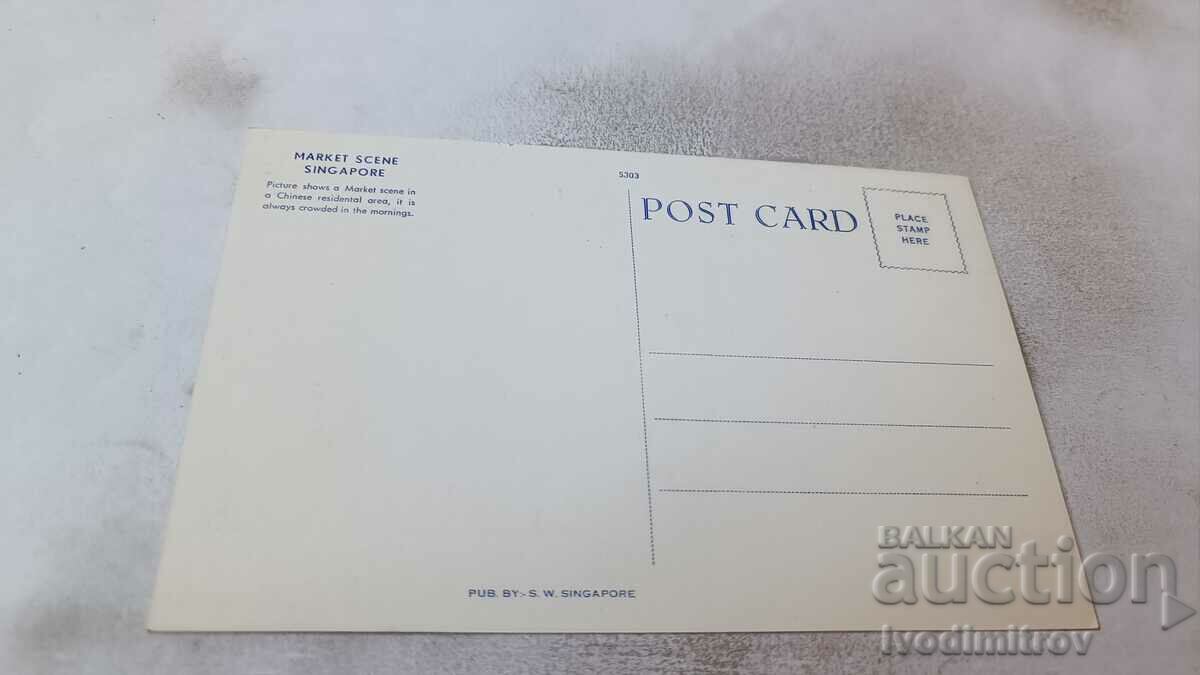 MARKET SCENE
SINGAPORE
Picture shows a Market scene in
a Chinese residental area, it is
always crowded in the mornings.
5303
POST CARD
PLACE
STAMP
HERE
PUB. BY:- S. W. SINGAPORE
BALKAN
auction
Ivodimitrov